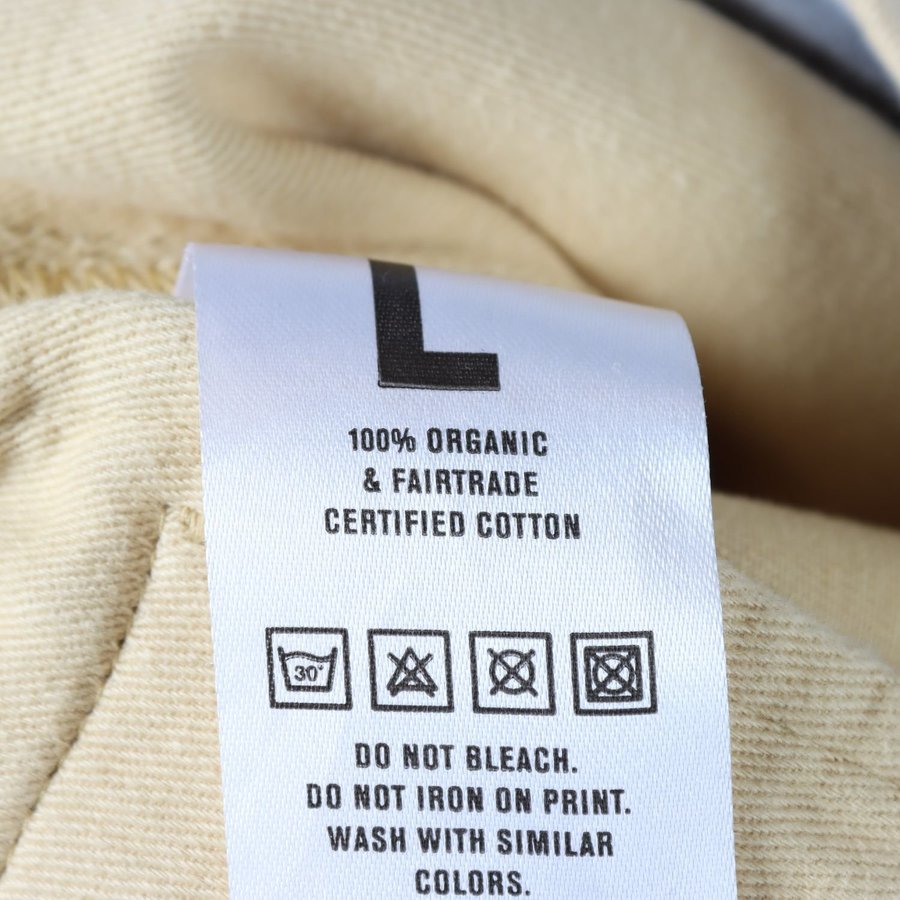 L
100% ORGANIC
& FAIRTRADE
CERTIFIED COTTON
30°
DO NOT BLEACH.
DO NOT IRON ON PRINT.
WASH WITH SIMILAR
COLORS.